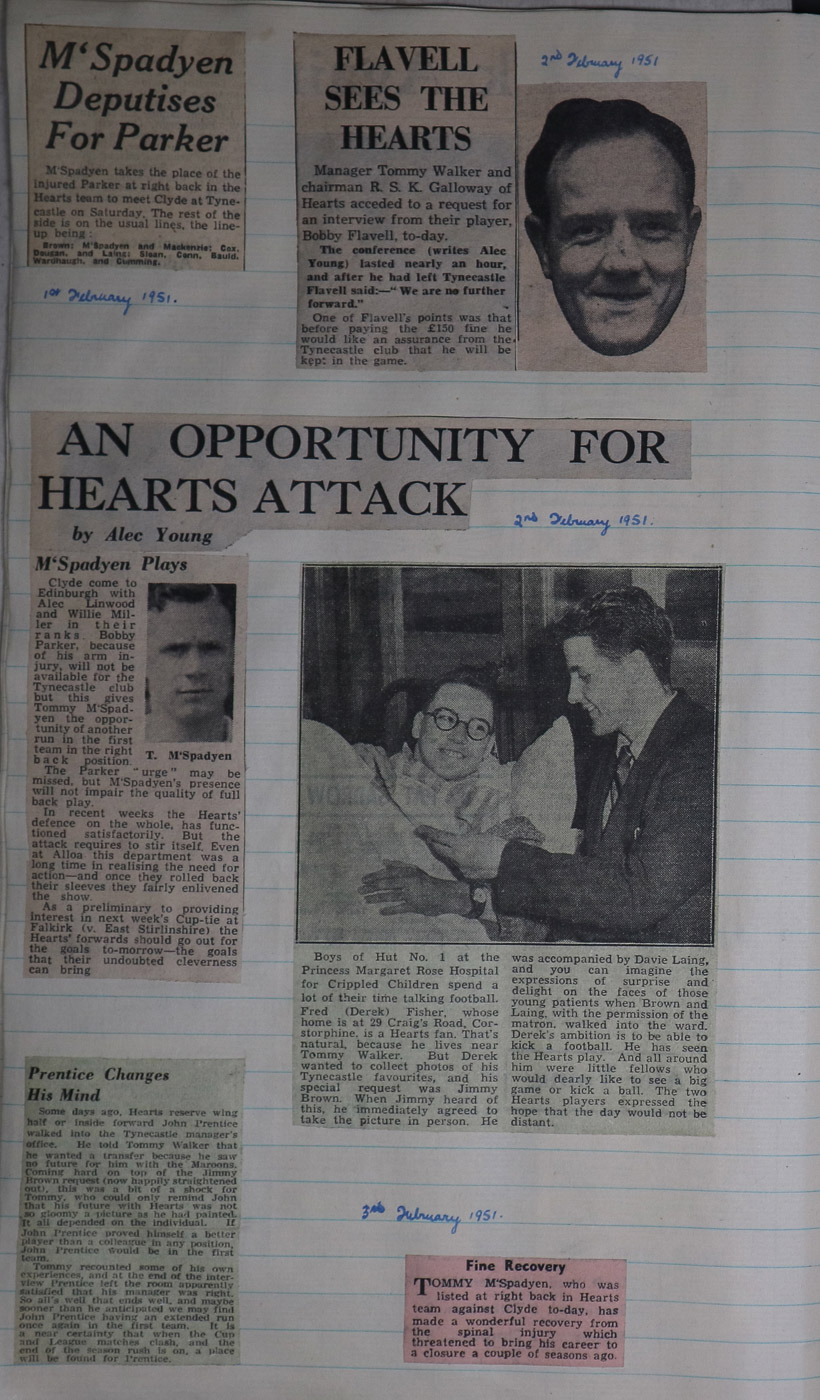 M'Spadyen
Deputises
For Parker
M'Spadyen takes the place of the
injured Parker at right back in the
Hearts team to meet Clyde at Tyne-
castle on Saturday. The rest of the
side is on the usual lines, the line-
up being :
Brown; M'Spadyen and Mackenzie; Cox,
Dougan, and Laing; Sloan, Conn, Bauld,
Wardhaugh, and Cumming.
1st February 1951.
FLAVELL
SEES THE
HEARTS
Manager Tommy Walker and
chairman R. S. K. Galloway of
Hearts acceded to a request for
an interview from their player,
Bobby Flavell, to-day.
The conference (writes Alec
Young) lasted nearly an hour,
and after he had left Tynecastle
Flavell said:—“ We are no further
forward.”
One of Flavell's points was that
before paying the £150 fine he
would like an assurance from the
Tynecastle club that he will be
kept in the game.
2nd February 1951
AN OPPORTUNITY FOR
HEARTS ATTACK
by Alec Young
2nd February 1951.
M'Spadyen Plays
Clyde come to
Edinburgh with
Alec Linwood
and Willie Mil-
ler in their
ranks. Bobby
Parker, because
of his arm in-
jury, will not be
available for the
Tynecastle club
but this gives
Tommy M'Spad-
yen the oppor-
tunity of another
run in the first
team in the right
back position.
T. M'Spadyen
The Parker “urge” may be
missed, but M'Spadyen's presence
will not impair the quality of full
back play.
In recent weeks the Hearts'
defence on the whole, has func-
tioned satisfactorily. But the
attack requires to stir itself. Even
at Alloa this department was a
long time in realising the need for
action—and once they rolled back
their sleeves they fairly enlivened
the show.
As a preliminary to providing
interest in next week's Cup-tie at
Falkirk (v. East Stirlinshire) the
Hearts' forwards should go out for
the goals to-morrow—the goals
that their undoubted cleverness
can bring
Boys of Hut No. 1 at the
Princess Margaret Rose Hospital
for Crippled Children spend a
lot of their time talking football.
Fred (Derek) Fisher, whose
home is at 29 Craig's Road, Cor-
storphine, is a Hearts fan. That's
natural, because he lives near
Tommy Walker. But Derek
wanted to collect photos of his
Tynecastle favourites, and his
special request was Jimmy
Brown. When Jimmy heard of
this, he immediately agreed to
take the picture in person. He
was accompanied by Davie Laing,
and you can imagine the
expressions of surprise and
delight on the faces of those
young patients when Brown and
Laing, with the permission of the
matron, walked into the ward.
Derek's ambition is to be able to
kick a football. He has seen
the Hearts play. And all around
him were little fellows who
would dearly like to see a big
game or kick a ball. The two
Hearts players expressed the
hope that the day would not be
distant.
Prentice Changes
His Mind
Some days ago, Hearts reserve wing
half or inside forward John Prentice
walked into the Tynecastle manager's
office. He told Tommy Walker that
he wanted a transfer because he saw
no future for him with the Maroons.
Coming hard on top of the Jimmy
Brown request (now happily straightened
out), this was a bit of a shock for
Tommy, who could only remind John
that his future with Hearts was not
so gloomy a picture as he had painted.
It all depended on the individual. If
John Prentice proved himself a better
player than a colleague in any position,
John Prentice would be in the first
team.
Tommy recounted some of his own
experiences, and at the end of the inter-
view Prentice left the room apparently
satisfied that his manager was right.
So all's well that ends well, and maybe
sooner than he anticipated we may find
John Prentice having an extended run
once again in the first team. It is
a near certainty that when the Cup
and League matches clash, and the
end of the season rush is on, a place
will be found for Prentice.
3rd February 1951.
Fine Recovery
TOMMY M'Spadyen, who was
listed at right back in Hearts
team against Clyde to-day, has
made a wonderful recovery from
the spinal injury which
threatened to bring his career to
a closure a couple of seasons ago.